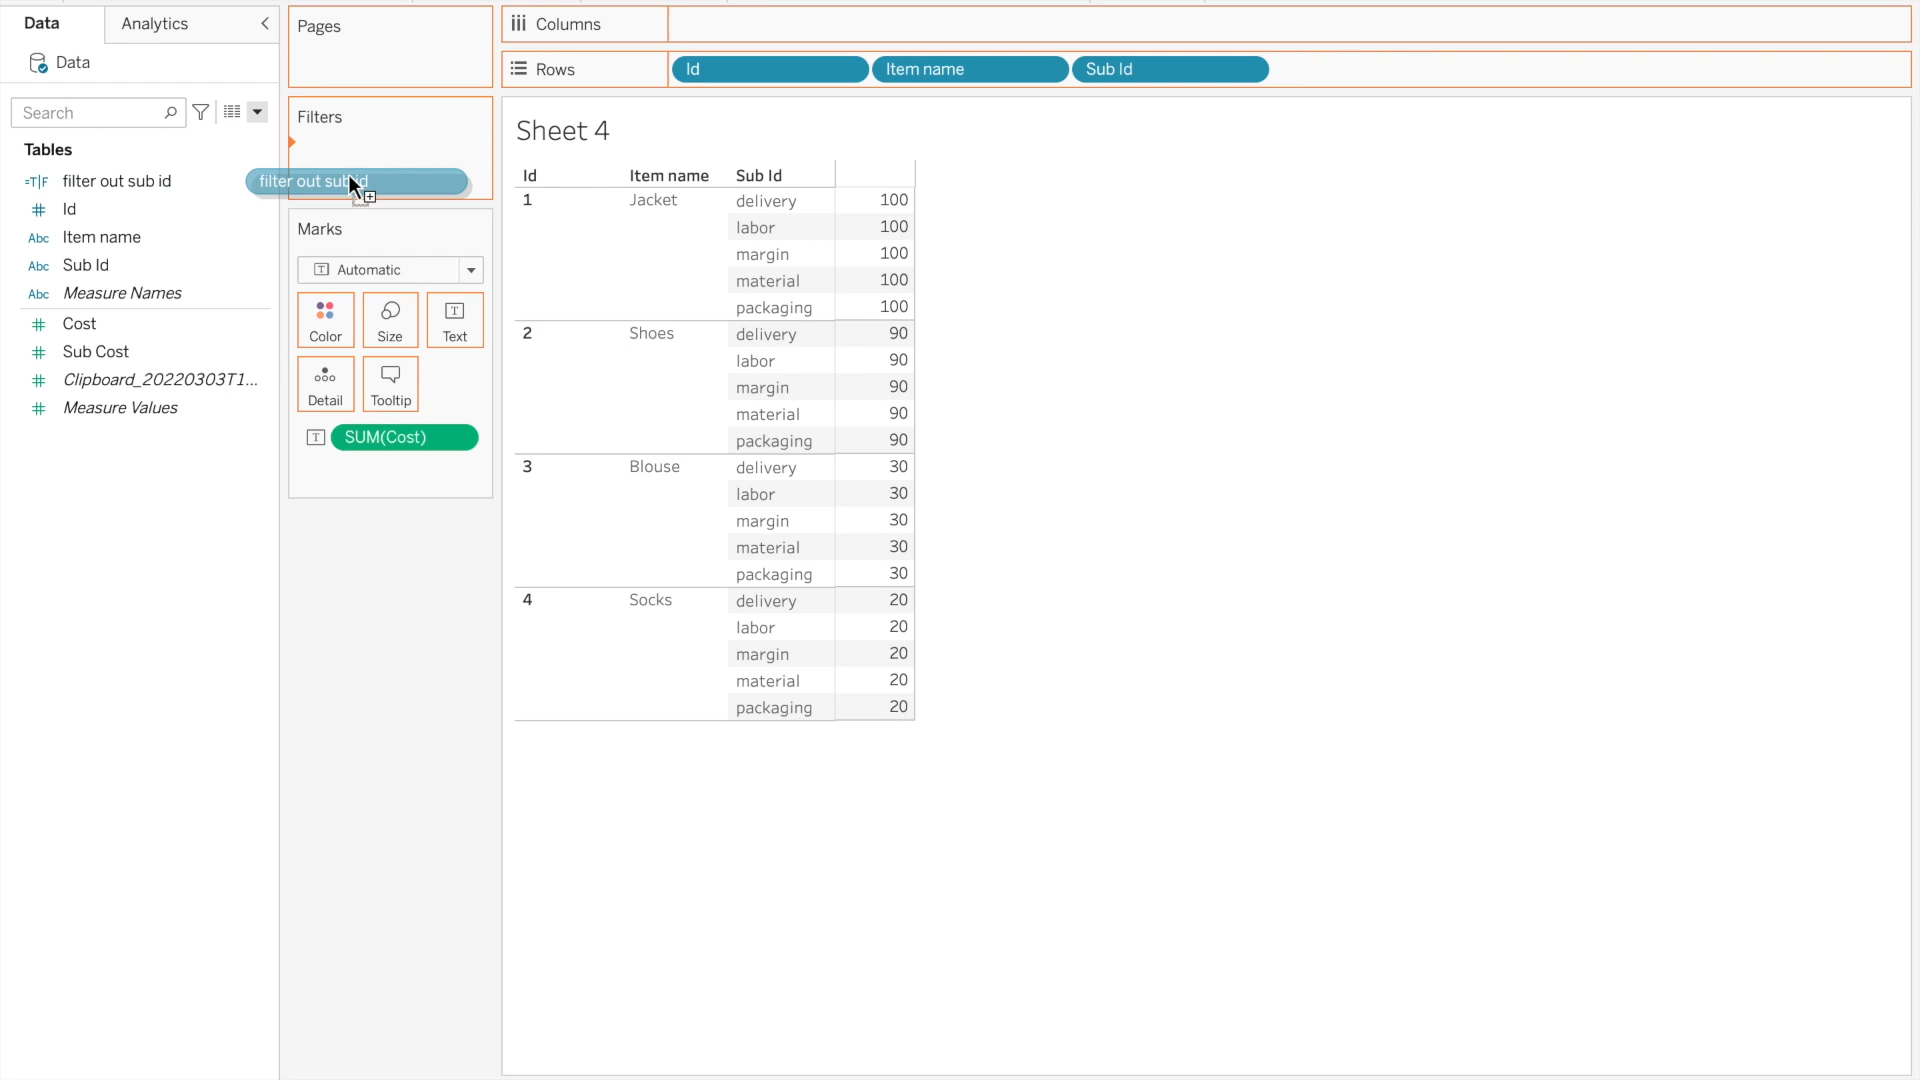 Data
Analytics
Data
Search
Tables
=T|F filter out sub id
Id
Abc Item name
Abc Sub Id
Abc Measure Names
Cost
Sub Cost
Clipboard_20220303T1...
Measure Values
Pages
Filters
filter out sub id
Marks
Automatic
Color
Size
Text
Detail
Tooltip
SUM(Cost)
Columns
Rows
Id
Item name
Sub Id
Sheet 4
Id Item name Sub Id
1 Jacket delivery 100
labor 100
margin 100
material 100
packaging 100
2 Shoes delivery 90
labor 90
margin 90
material 90
packaging 90
3 Blouse delivery 30
labor 30
margin 30
material 30
packaging 30
4 Socks delivery 20
labor 20
margin 20
material 20
packaging 20